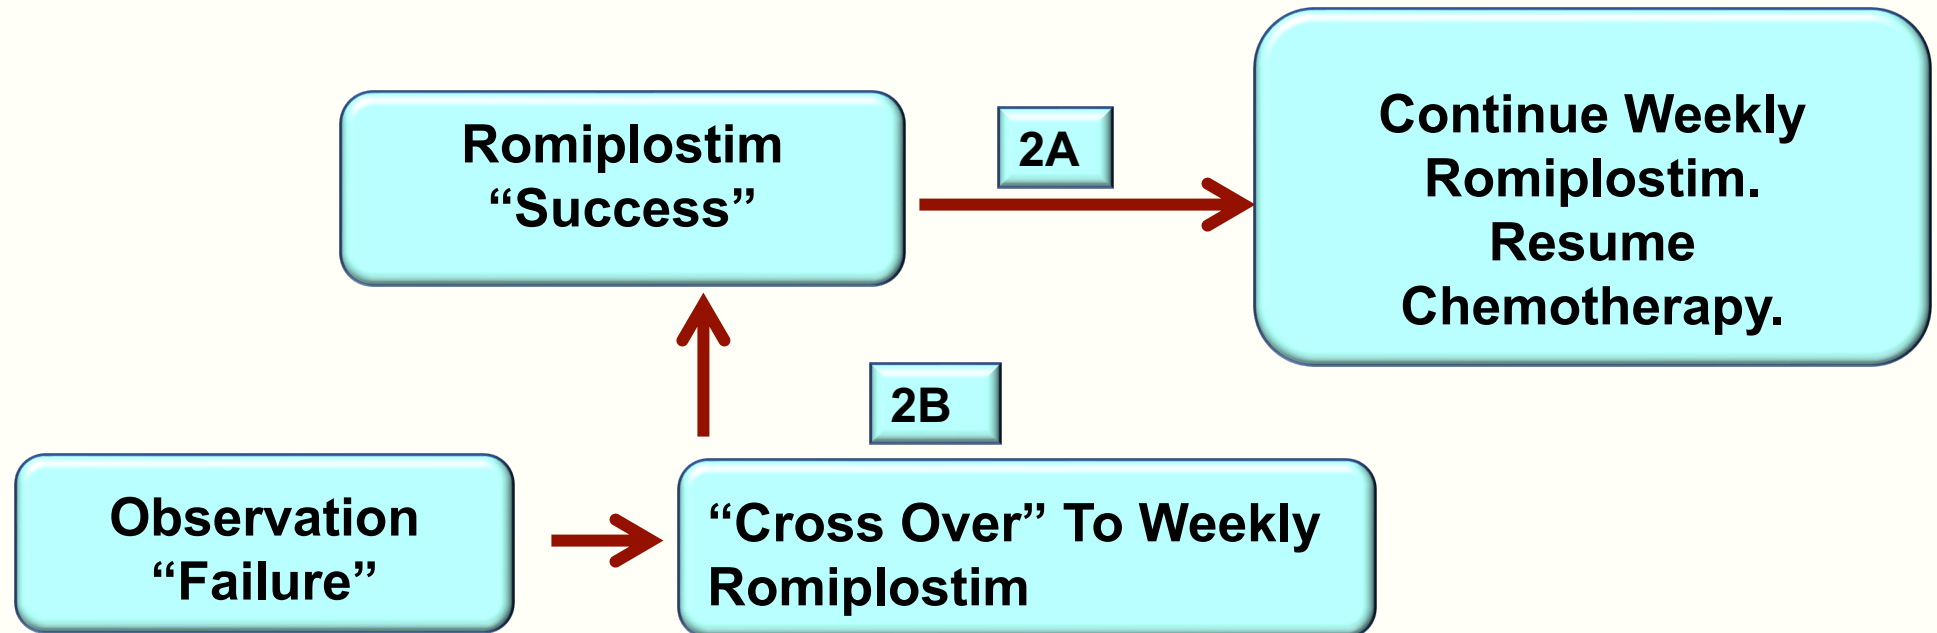 Romiplostim
“Success”
2A
Continue Weekly
Romiplostim.
Resume
Chemotherapy.
2B
Observation
“Failure”
“Cross Over” To Weekly
Romiplostim